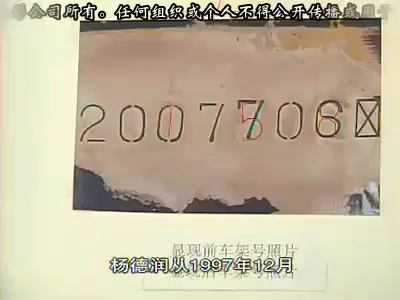 公司所有。任何组织或个人不得公开传播或用于
2007706
显现前车架号照片
杨德润从1997年12月